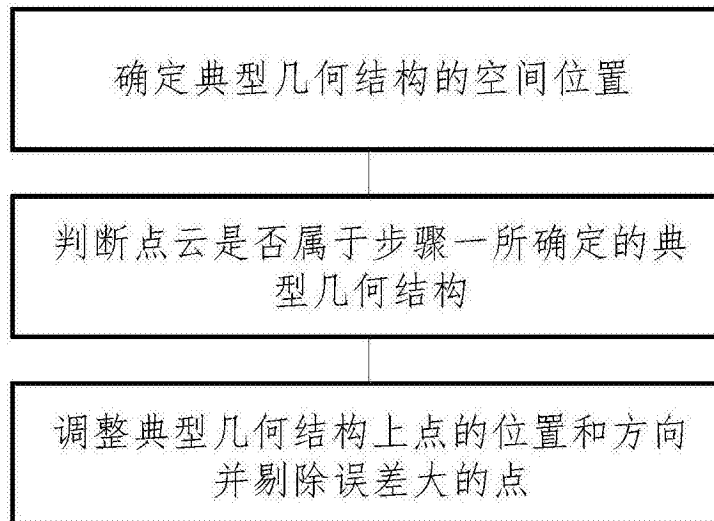 确定典型几何结构的空间位置
判断点云是否属于步骤一所确定的典
型几何结构
调整典型几何结构上点的位置和方向
并剔除误差大的点